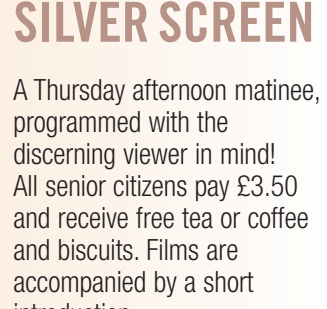 SILVER SCREEN
A Thursday afternoon matinee,
programmed with the
discerning viewer in mind!
All senior citizens pay £3.50
and receive free tea or coffee
and biscuits. Films are
accompanied by a short
introduction